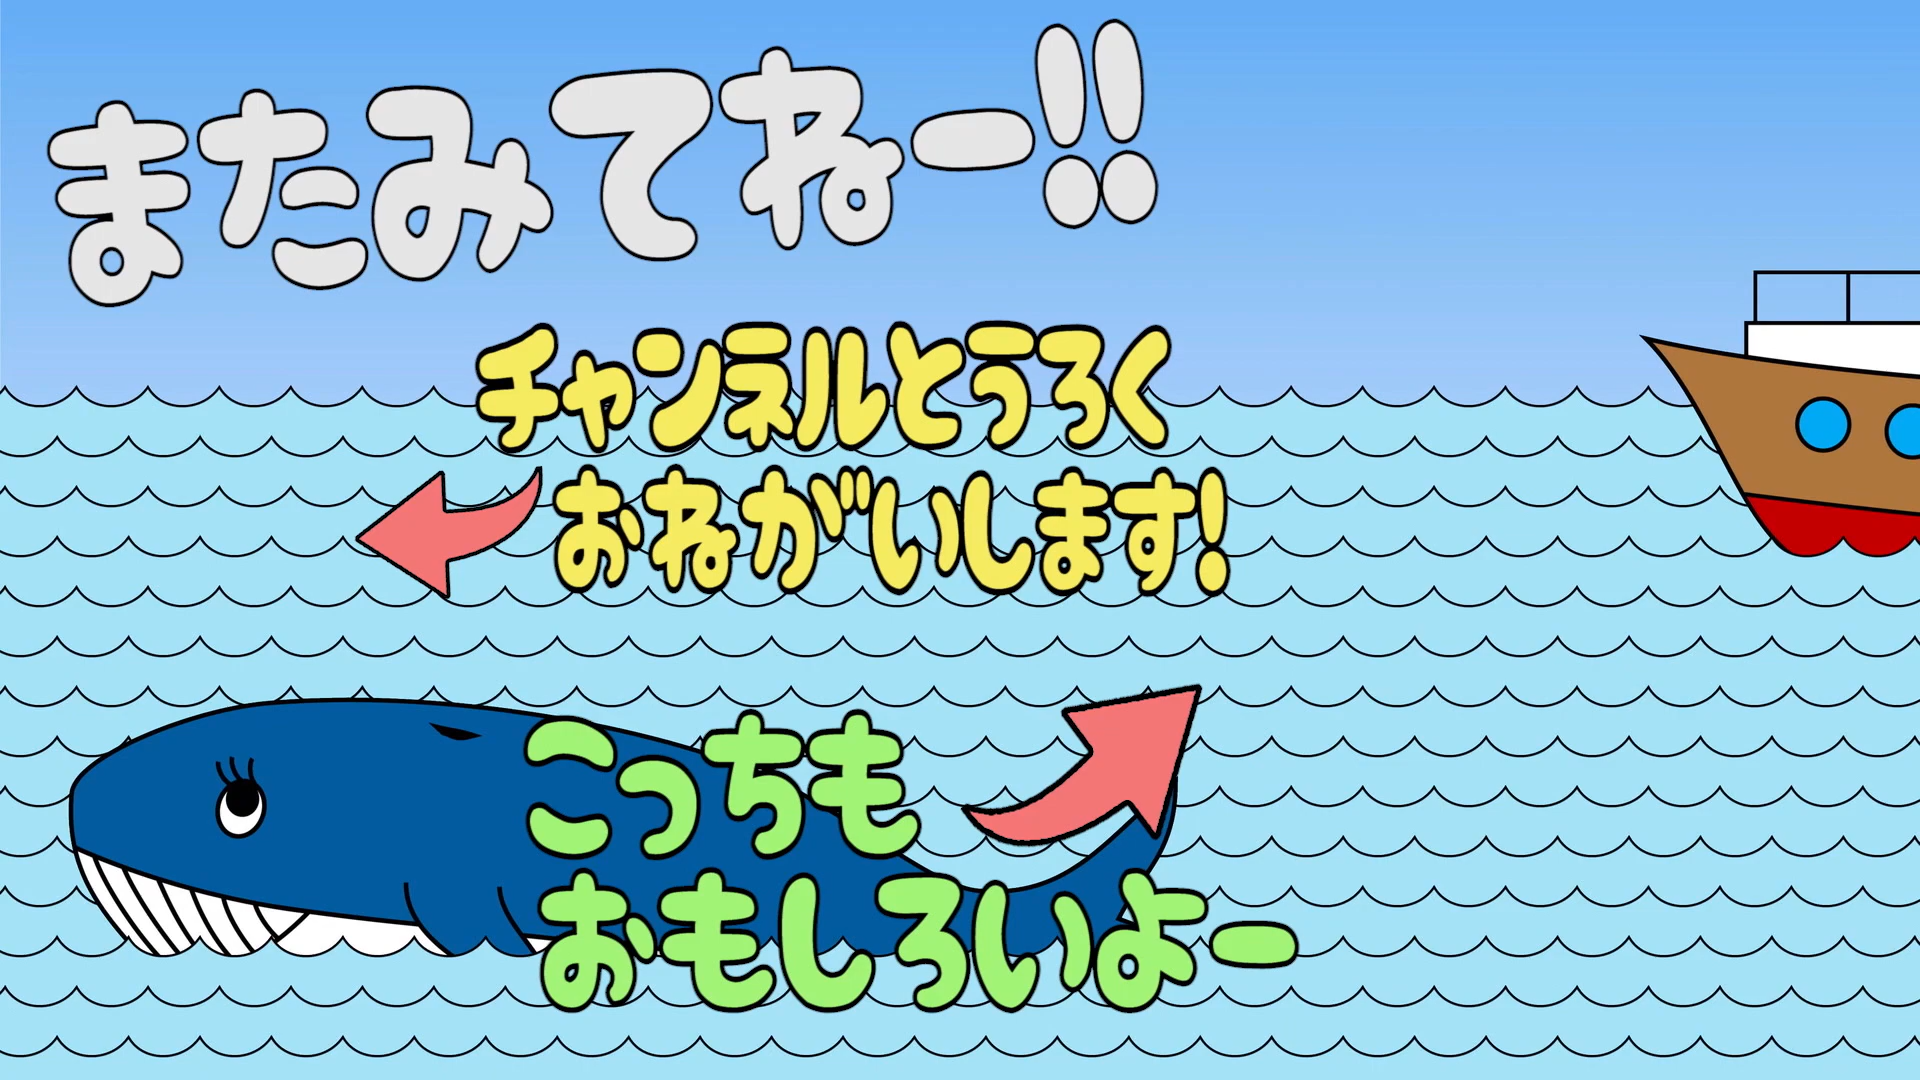 またみてねー!!
チャンネルとうろく
おねがいします!
こっちも
おもしろいよー